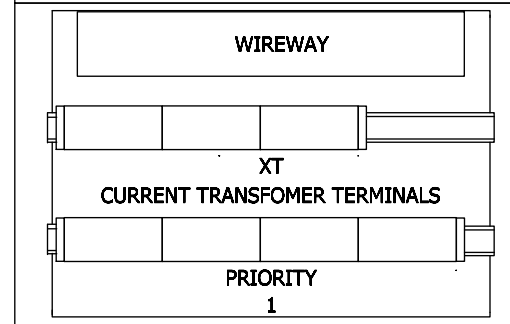 WIREWAY
XT
CURRENT TRANSFOMER TERMINALS
PRIORITY
1